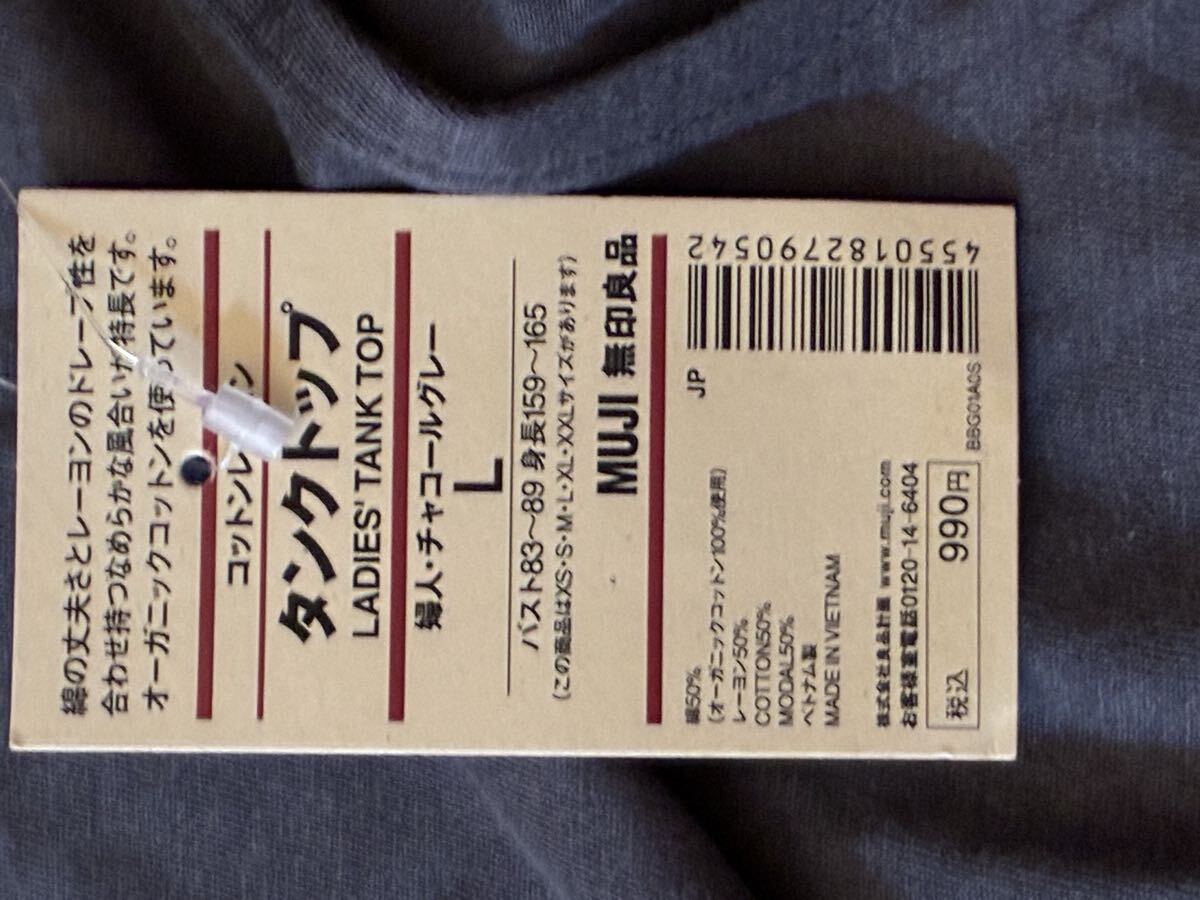 綿の丈夫さとレーヨンのドレープ性を
合わせ持つなめらかな風合いが特長です。
オーガニックコットンを使っています。
タンクトップ
LADIES' TANK TOP
婦人・チャコールグレー
L
バスト83〜89 身長159〜165
(この商品はXS・S・M・L・XL・XXLサイズがあります)
MUJI 無印良品
綿50%
(オーガニックコットン100%使用)
レーヨン50%
COTTON50%
MODAL50%
ベトナム製
MADE IN VIETNAM
JP
4550182790542
株式会社良品計画 www.muji.com
お客様室電話0120-14-6404
税込 990円
BBG01A0S